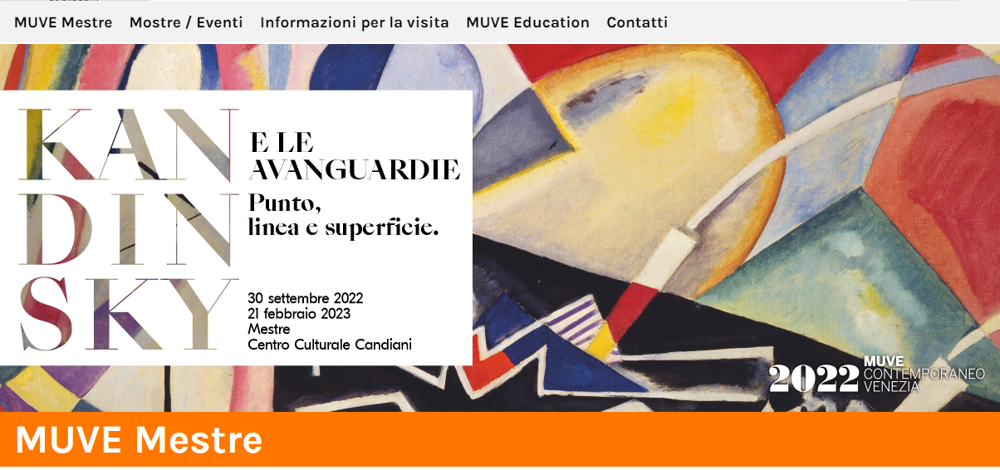 MUVE Mestre Mostre / Eventi Informazioni per la visita MUVE Education Contatti
KAN
DIN
SKY
E LE
AVANGUARDIE
Punto,
linea e superficie.
30 settembre 2022
21 febbraio 2023
Mestre
Centro Culturale Candiani
2022
MUVE
CONTEMPORANEO
VENEZIA
MUVE Mestre